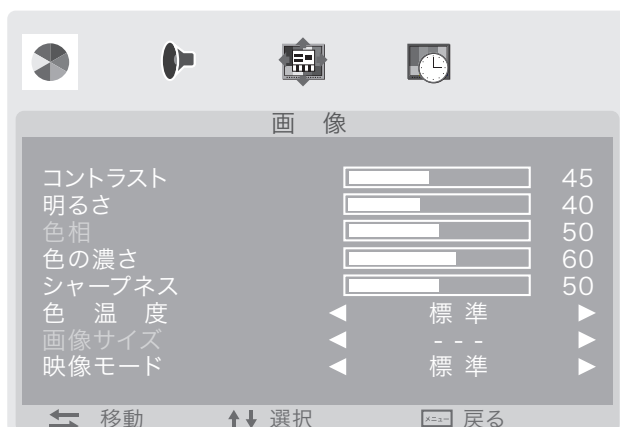 画 像
コントラスト 45
明るさ 40
色相 50
色の濃さ 60
シャープネス 50
色 温 度 ◀ 標 準 ▶
画像サイズ ◀ - - - ▶
映像モード ◀ 標 準 ▶
移動 選択 メニュー 戻る